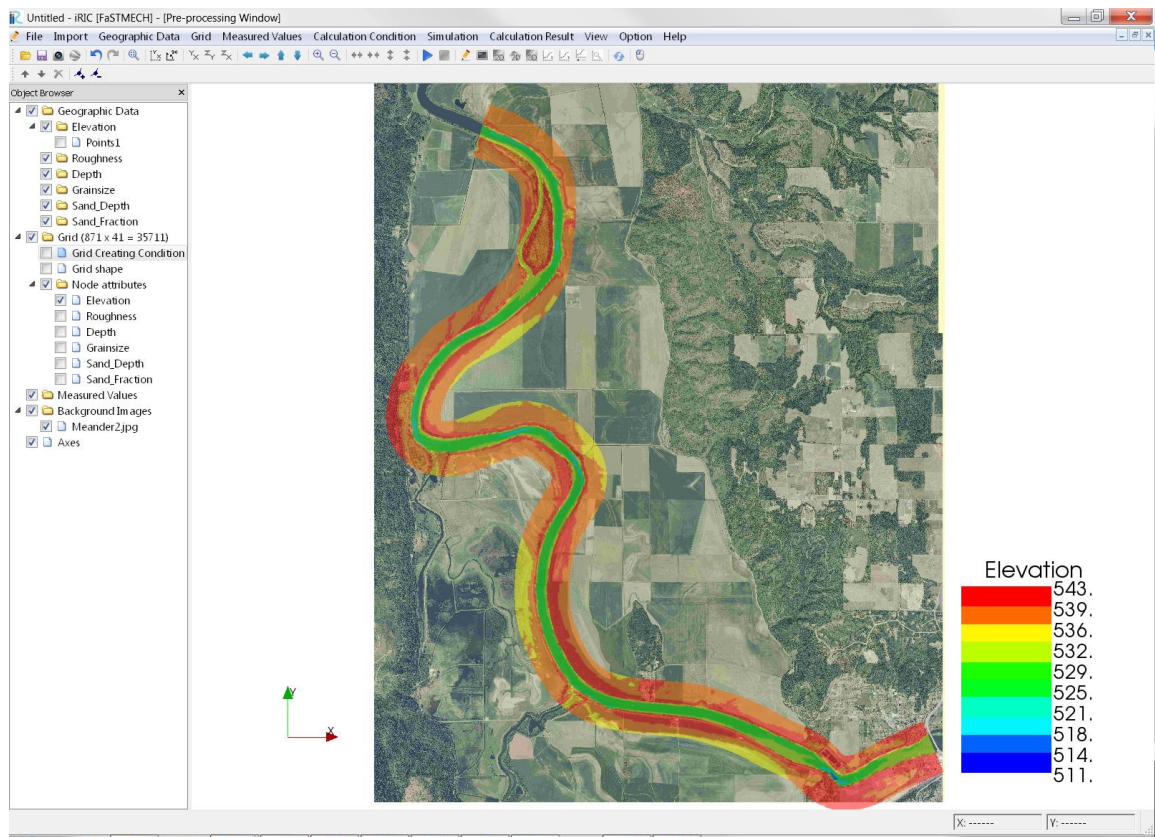 Untitled - iRIC [FaSTMECH] - [Pre-processing Window]
File Import Geographic Data Grid Measured Values Calculation Condition Simulation Calculation Result View Option Help
Object Browser
Geographic Data
Elevation
Points1
Roughness
Depth
Grainsize
Sand_Depth
Sand_Fraction
Grid (871 x 41 = 35711)
Grid Creating Condition
Grid shape
Node attributes
Elevation
Roughness
Depth
Grainsize
Sand_Depth
Sand_Fraction
Measured Values
Background Images
Meander2.jpg
Axes
Y
X
Elevation
543.
539.
536.
532.
529.
525.
521.
518.
514.
511.
X: ------ Y: ------